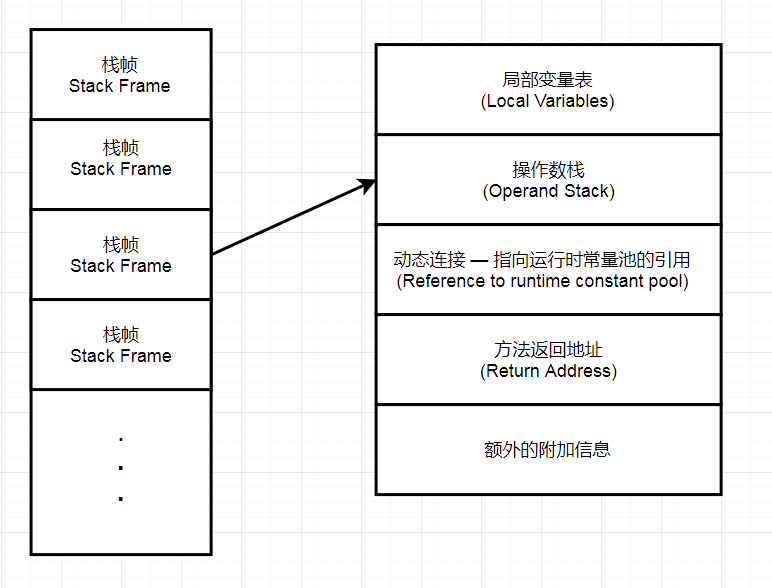 栈帧
Stack Frame
栈帧
Stack Frame
栈帧
Stack Frame
栈帧
Stack Frame
.
.
.
局部变量表
(Local Variables)
操作数栈
(Operand Stack)
动态连接 — 指向运行时常量池的引用
(Reference to runtime constant pool)
方法返回地址
(Return Address)
额外的附加信息